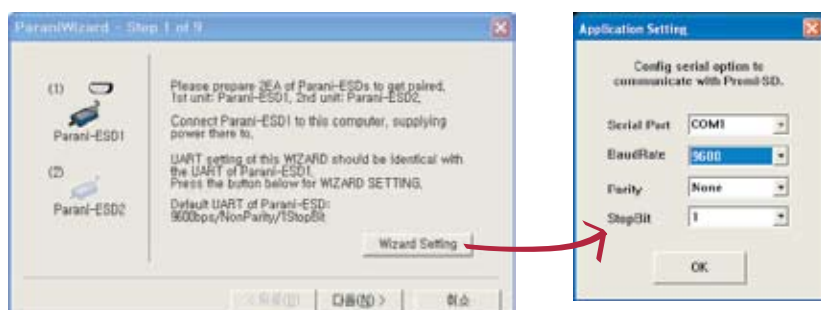 ParaniWizard - Step 1 of 9
(1)
Parani-ESD1
(2)
Parani-ESD2
Please prepare 2EA of Parani-ESDs to get paired.
1st unit: Parani-ESD1, 2nd unit: Parani-ESD2,
Connect Parani-ESD1 to this computer, supplying
power there to,
UART setting of this WIZARD should be identical with
the UART of Parani-ESD1,
Press the button below for WIZARD SETTING,
Default UART of Parani-ESD:
9600bps/NonParity/1StopBit
Wizard Setting
다음(N) >
취소
Application Setting
Config serial option to
communicate with Promi-SD.
Serial Port COM1
BaudRate 9600
Parity None
StopBit 1
OK